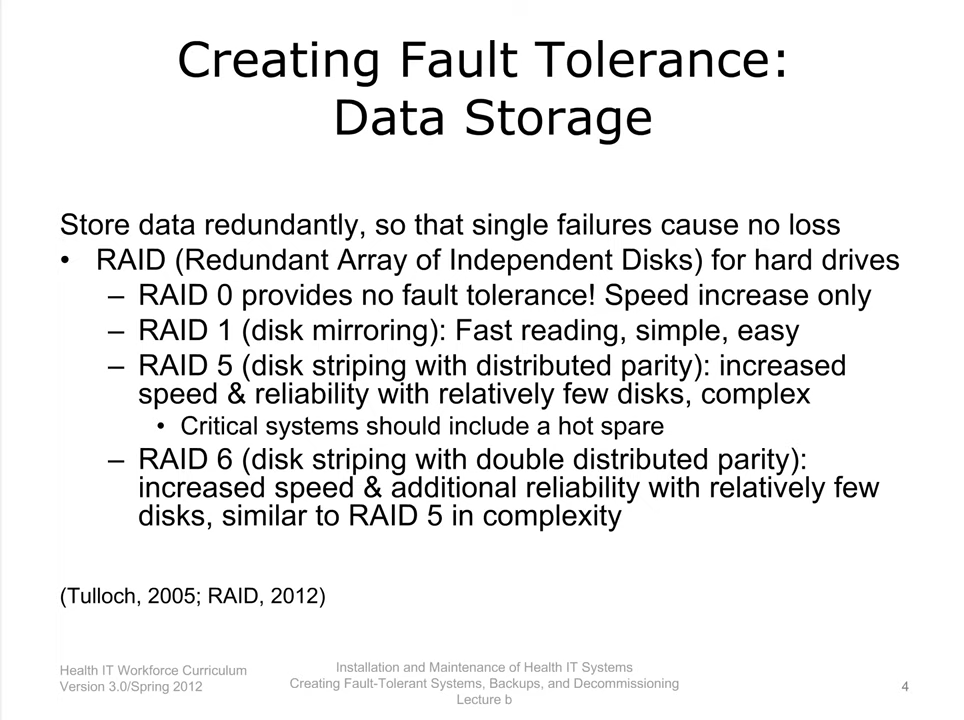 Creating Fault Tolerance:
Data Storage
Store data redundantly, so that single failures cause no loss
• RAID (Redundant Array of Independent Disks) for hard drives
– RAID 0 provides no fault tolerance! Speed increase only
– RAID 1 (disk mirroring): Fast reading, simple, easy
– RAID 5 (disk striping with distributed parity): increased
speed & reliability with relatively few disks, complex
• Critical systems should include a hot spare
– RAID 6 (disk striping with double distributed parity):
increased speed & additional reliability with relatively few
disks, similar to RAID 5 in complexity
(Tulloch, 2005; RAID, 2012)
Health IT Workforce Curriculum
Version 3.0/Spring 2012
Installation and Maintenance of Health IT Systems
Creating Fault-Tolerant Systems, Backups, and Decommissioning
Lecture b
4